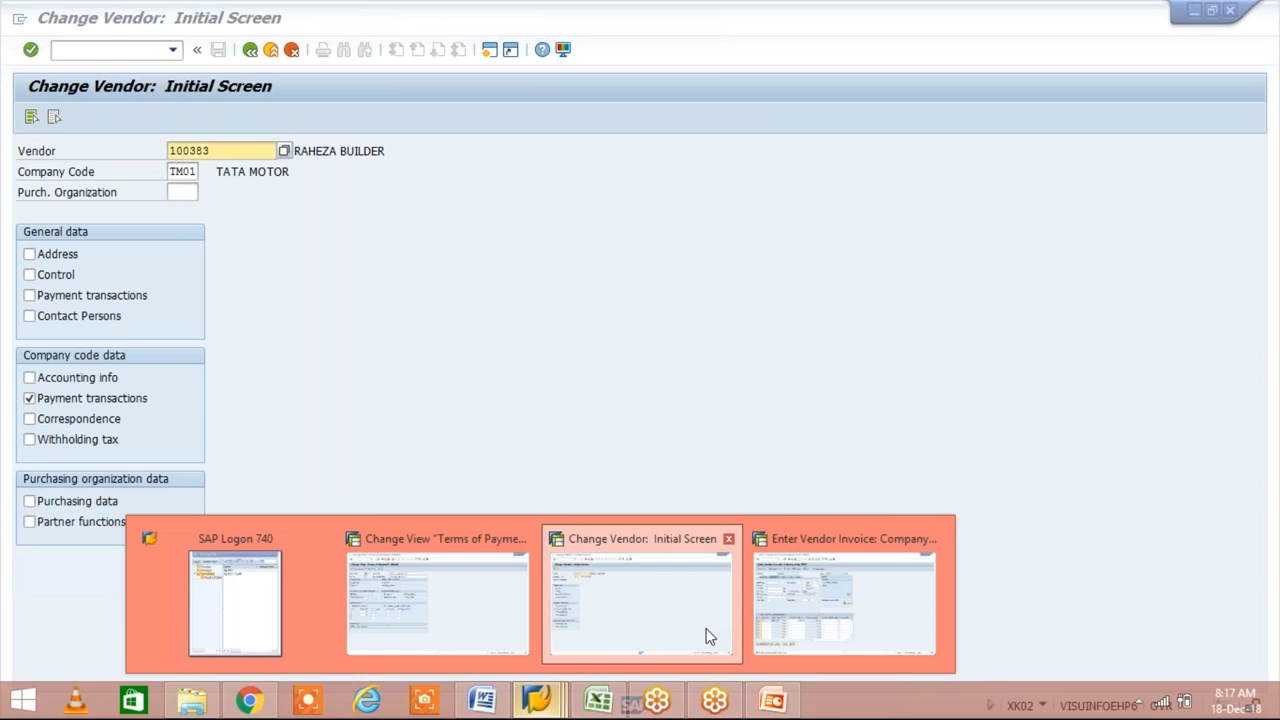 Change Vendor: Initial Screen
Change Vendor: Initial Screen
Vendor 100383 RAHEZA BUILDER
Company Code TM01 TATA MOTOR
Purch. Organization
General data
Address
Control
Payment transactions
Contact Persons
Company code data
Accounting info
Payment transactions
Correspondence
Withholding tax
Purchasing organization data
Purchasing data
Partner functions
SAP Logon 740
Change View "Terms of Payme...
Change Vendor: Initial Screen
Enter Vendor Invoice: Company...
XK02
VISUINFOEHP6
8:17 AM
18-Dec-18